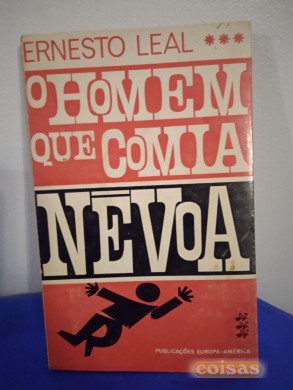 ERNESTO LEAL ***
O HOMEM
QUE COMIA
NÉVOA
PUBLICAÇÕES EUROPA-AMÉRICA
coisas